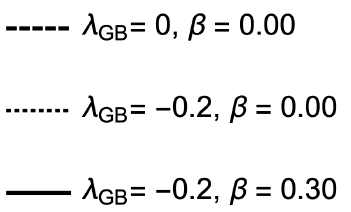 λGB= 0, β = 0.00
λGB= −0.2, β = 0.00
λGB= −0.2, β = 0.30